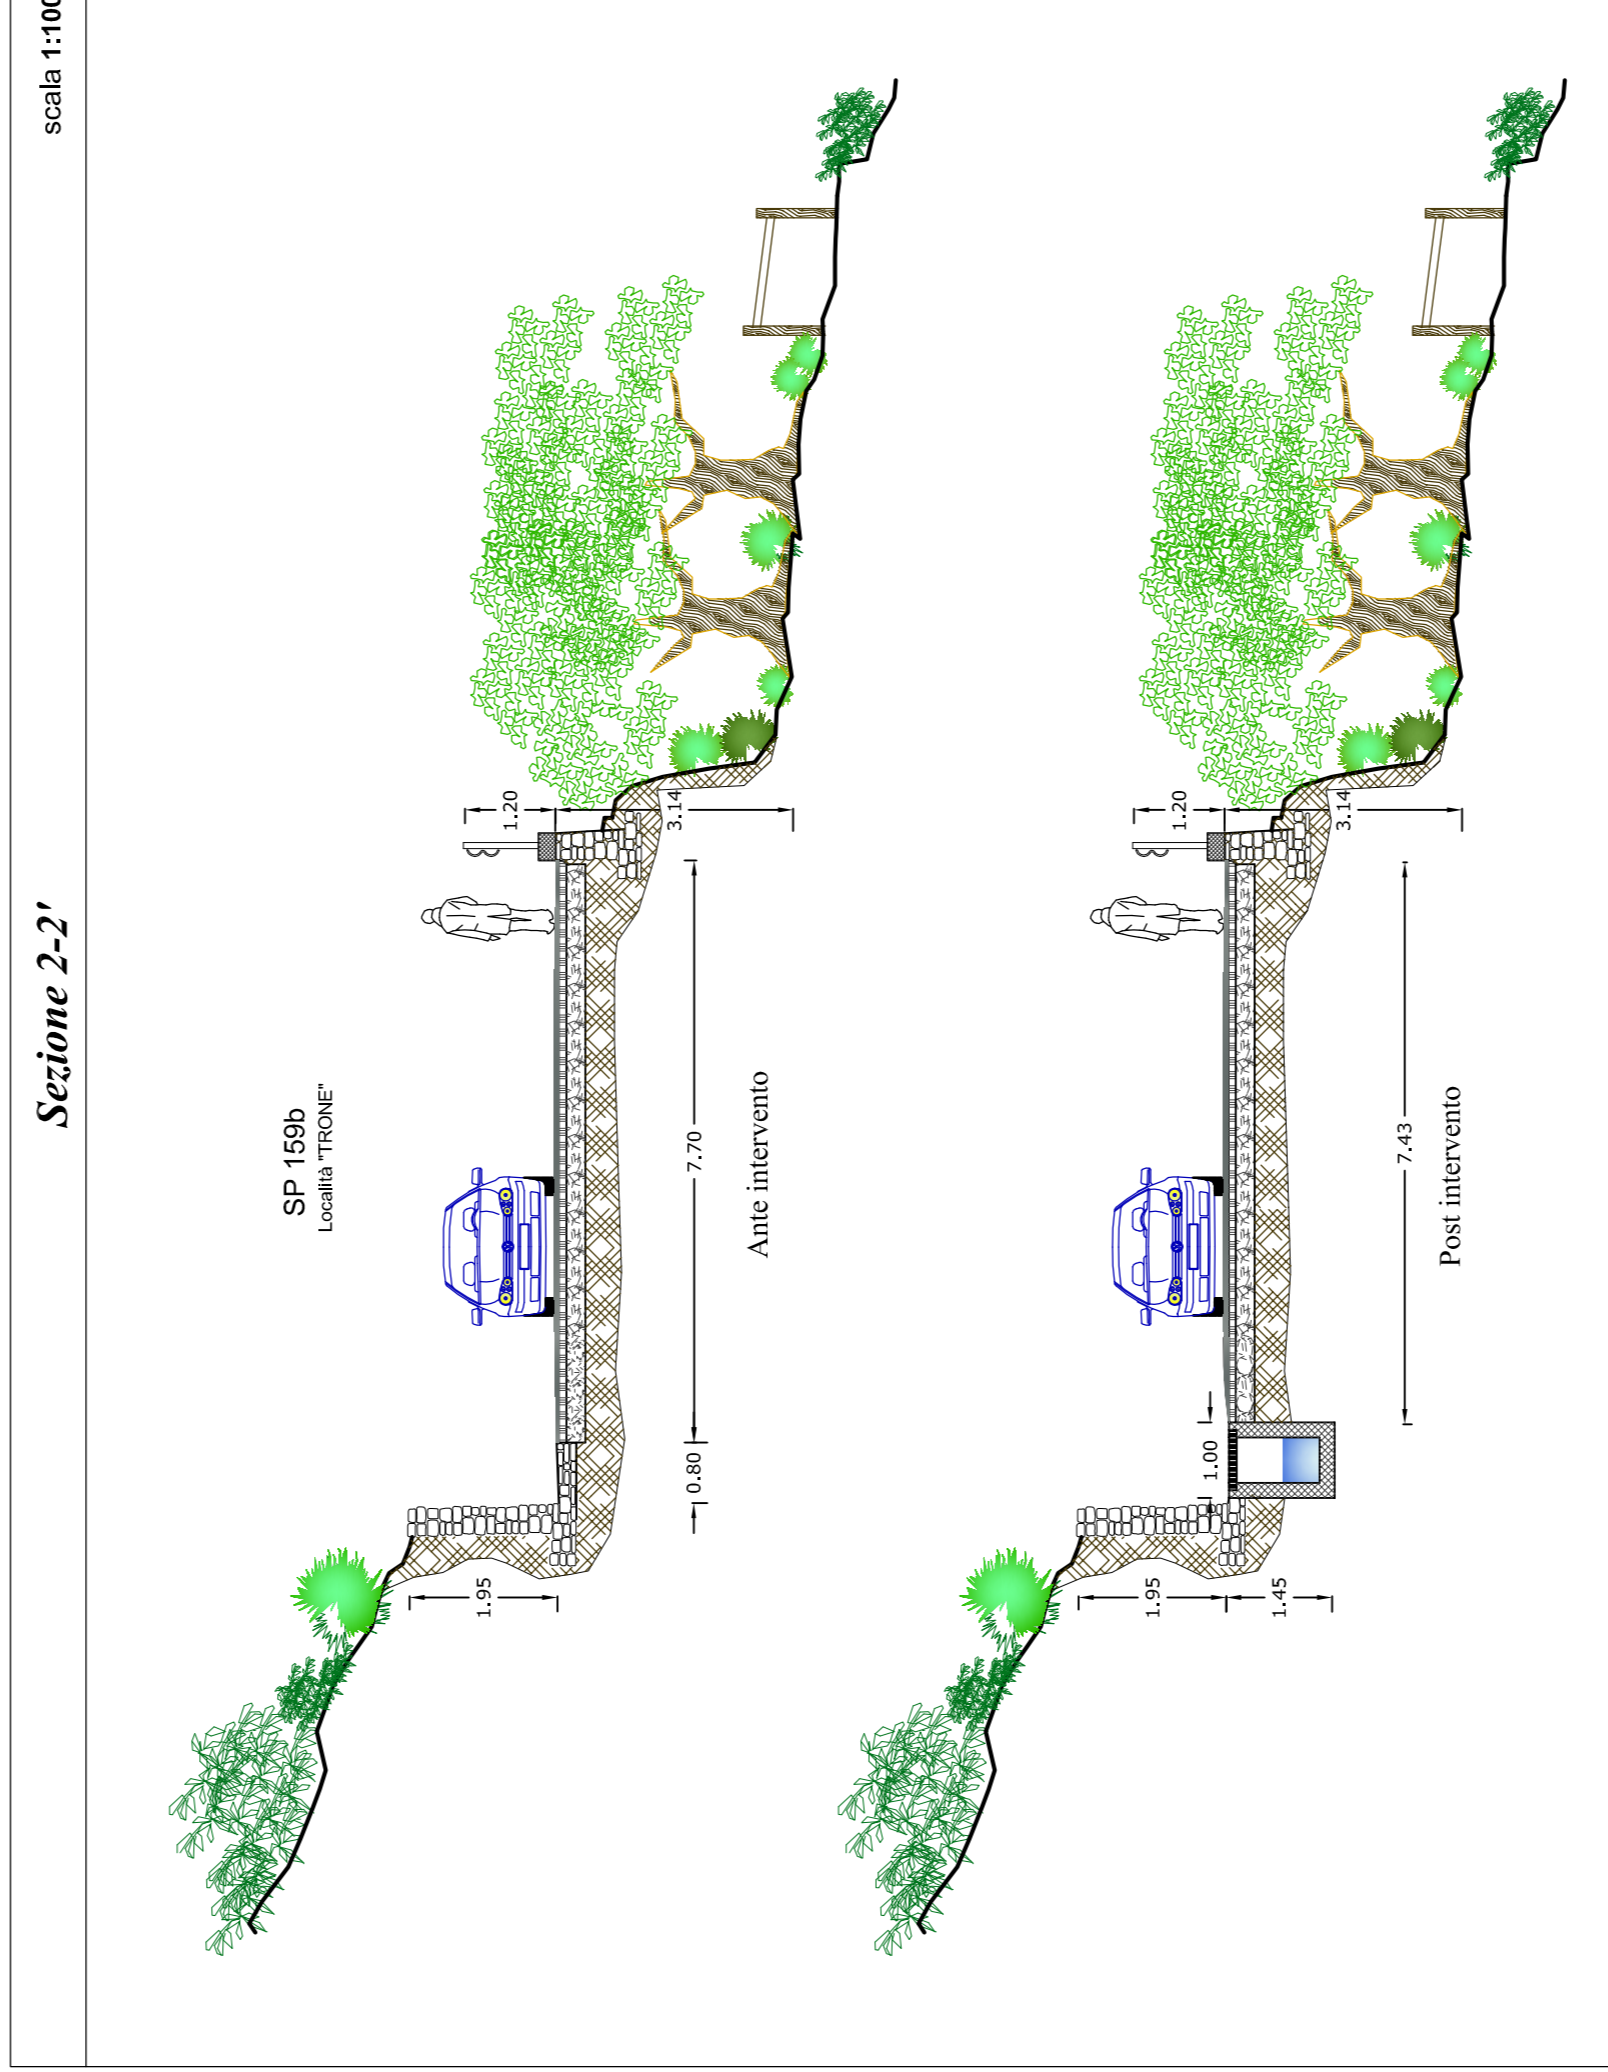 Sezione 2-2'
scala 1:100
SP 159b
Località "TRONE"
1.95
0.80
7.70
1.20
3.14
Ante intervento
1.95
1.45
1.00
7.43
1.20
3.14
Post intervento